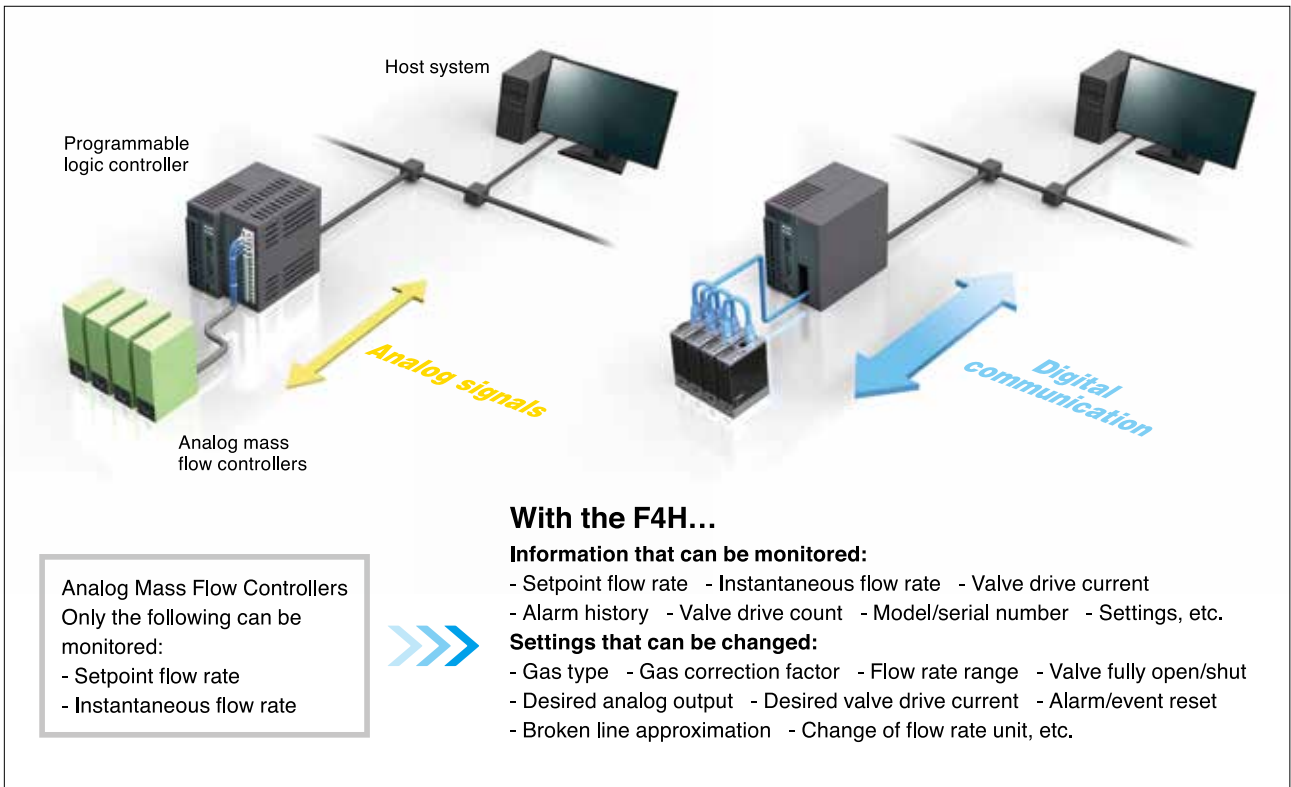 Host system
Programmable
logic controller
Analog signals
Analog mass
flow controllers
Digital
communication
Analog Mass Flow Controllers
Only the following can be
monitored:
- Setpoint flow rate
- Instantaneous flow rate
With the F4H...
Information that can be monitored:
- Setpoint flow rate - Instantaneous flow rate - Valve drive current
- Alarm history - Valve drive count - Model/serial number - Settings, etc.
Settings that can be changed:
- Gas type - Gas correction factor - Flow rate range - Valve fully open/shut
- Desired analog output - Desired valve drive current - Alarm/event reset
- Broken line approximation - Change of flow rate unit, etc.